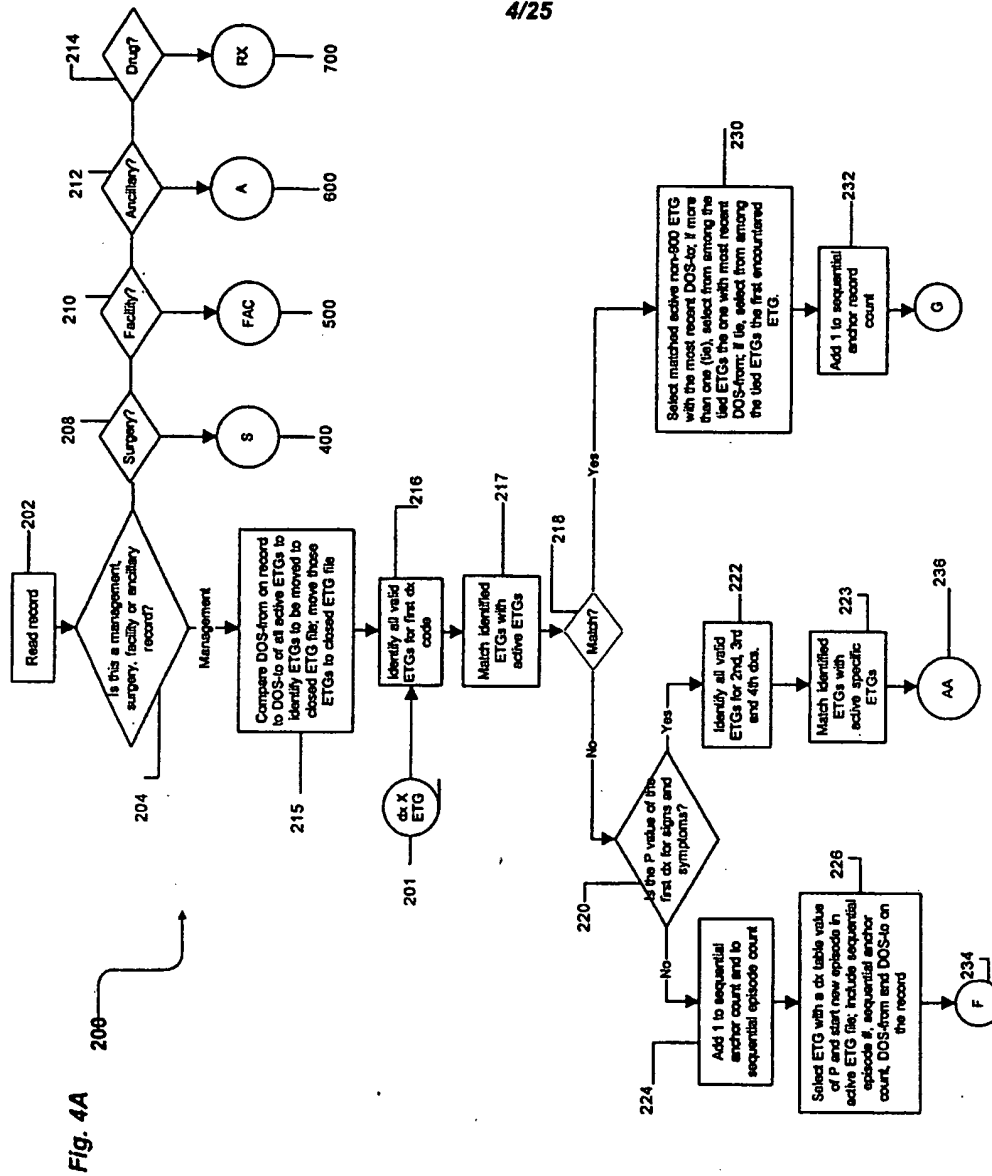 4/25
Fig. 4A
200
Read record
202
Is this a management,
surgery, facility or ancillary
record?
204
Surgery?
208
S
400
Facility?
210
FAC
500
Ancillary?
212
A
600
Drug?
214
RX
700
Management
Compare DOS-from on record
to DOS-to of all active ETGs to
identify ETGs to be moved to
closed ETG file; move those
ETGs to closed ETG file
215
dx X
ETG
201
Identify all valid
ETGs for first dx
code
216
Match identified
ETGs with
active ETGs
217
Match?
218
No
Yes
Is the P value of the
first dx for signs and
symptoms?
220
No
Yes
Identify all valid
ETGs for 2nd, 3rd
and 4th dxs.
222
Match identified
ETGs with
active specific
ETGs
223
AA
236
Add 1 to sequential
anchor count and to
sequential episode count
224
Select ETG with a dx table value
of P and start new episode in
active ETG file; include sequential
episode #, sequential anchor
count, DOS-from and DOS-to on
the record
226
F
234
Select matched active non-900 ETG
with the most recent DOS-to; if more
than one (tie), select from among the
tied ETGs the one with most recent
DOS-from; if tie, select from among
the tied ETGs the first encountered
ETG.
230
Add 1 to sequential
anchor record
count
232
G